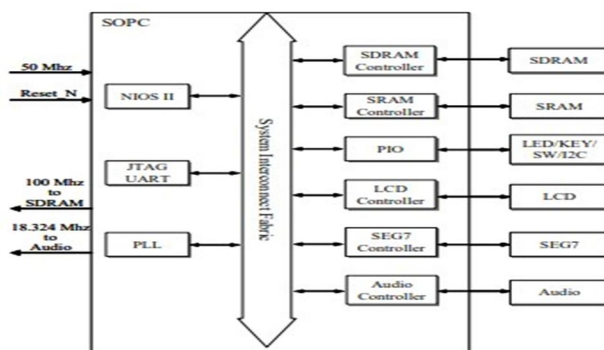 SOPC
50 Mhz
Reset_N
NIOS II
JTAG
UART
100 Mhz
to
SDRAM
18.324 Mhz
to
Audio
PLL
System Interconnect Fabric
SDRAM
Controller
SRAM
Controller
PIO
LCD
Controller
SEG7
Controller
Audio
Controller
SDRAM
SRAM
LED/KEY/
SW/I2C
LCD
SEG7
Audio